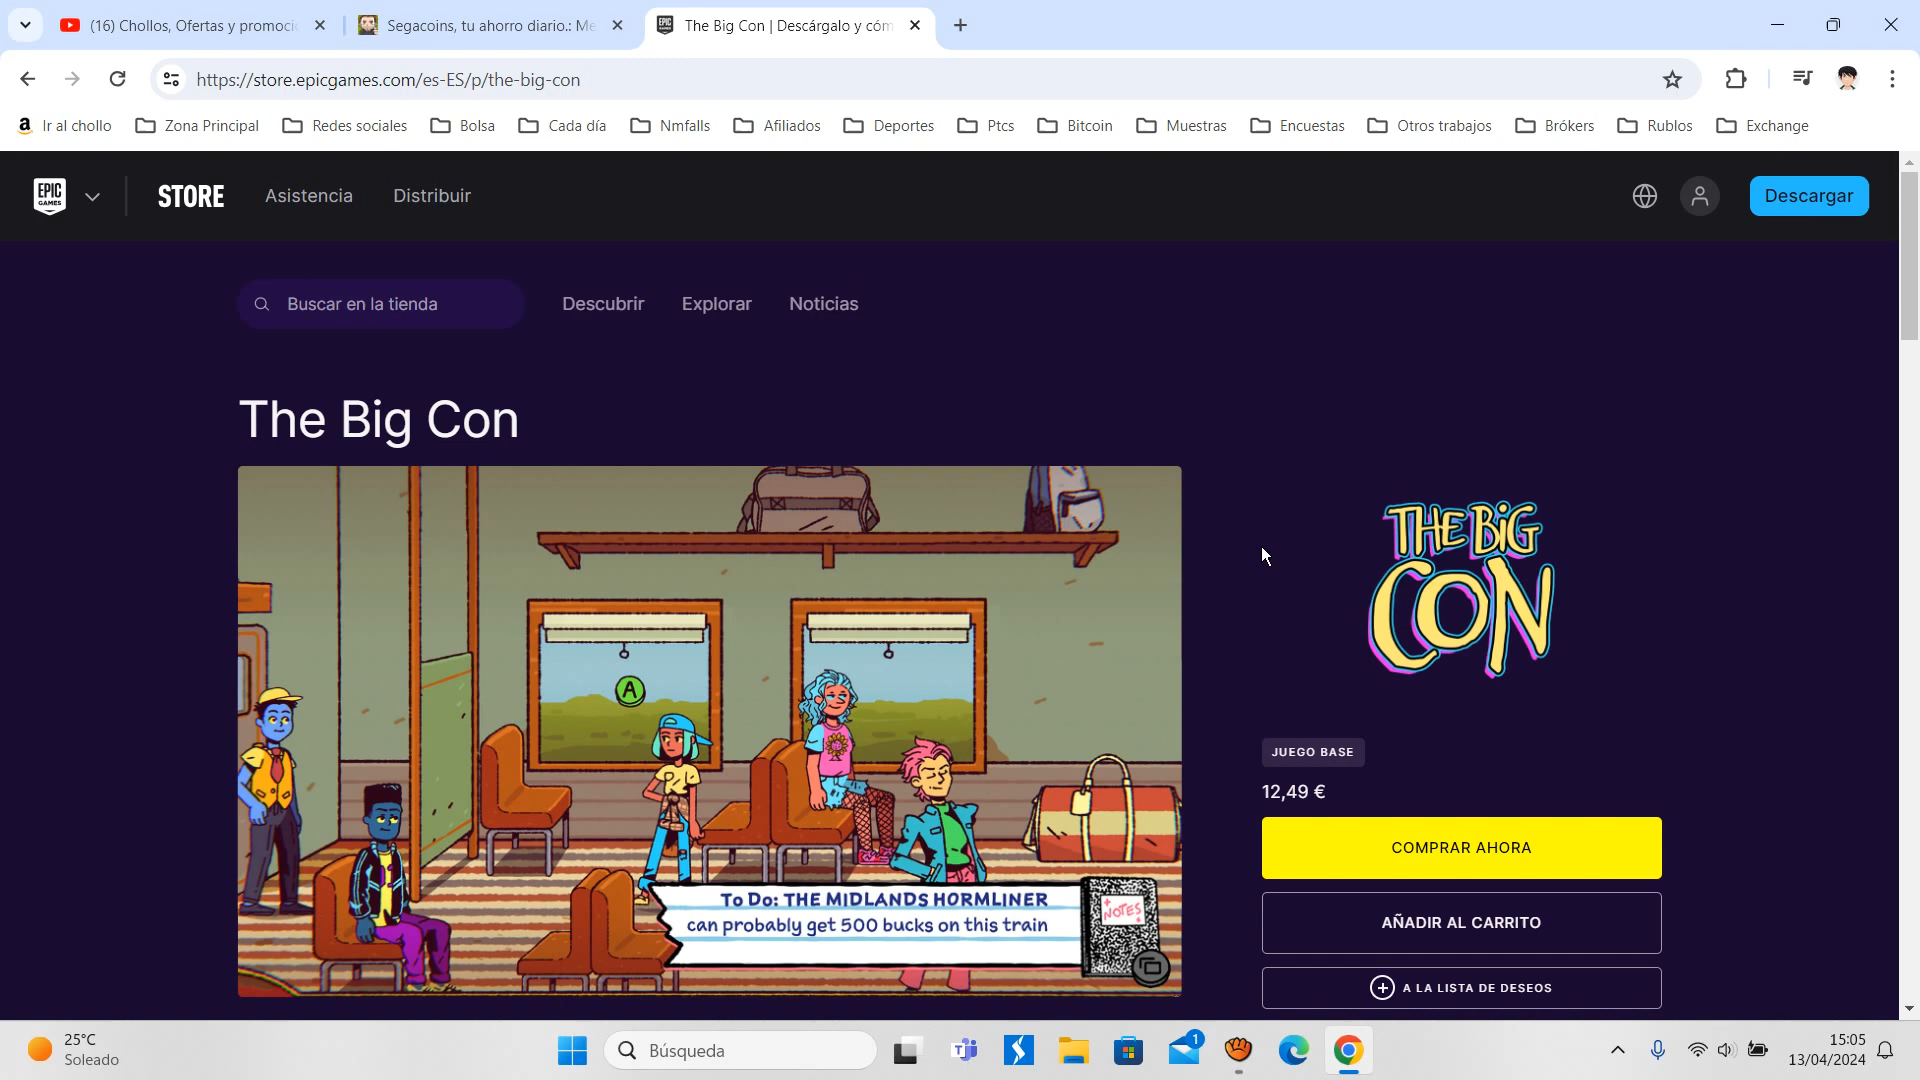 (16) Chollos, Ofertas y promoci
Segacoins, tu ahorro diario.: Me
The Big Con | Descárgalo y cóm
https://store.epicgames.com/es-ES/p/the-big-con
Ir al chollo
Zona Principal
Redes sociales
Bolsa
Cada día
Nmfalls
Afiliados
Deportes
Ptcs
Bitcoin
Muestras
Encuestas
Otros trabajos
Brókers
Rublos
Exchange
EPIC
GAMES
STORE
Asistencia
Distribuir
Descargar
Buscar en la tienda
Descubrir
Explorar
Noticias
The Big Con
A
To Do: THE MIDLANDS HORMLINER
can probably get 500 bucks on this train
NOTES
THE BIG
CON
JUEGO BASE
12,49 €
COMPRAR AHORA
AÑADIR AL CARRITO
A LA LISTA DE DESEOS
25°C
Soleado
Búsqueda
1
15:05
13/04/2024